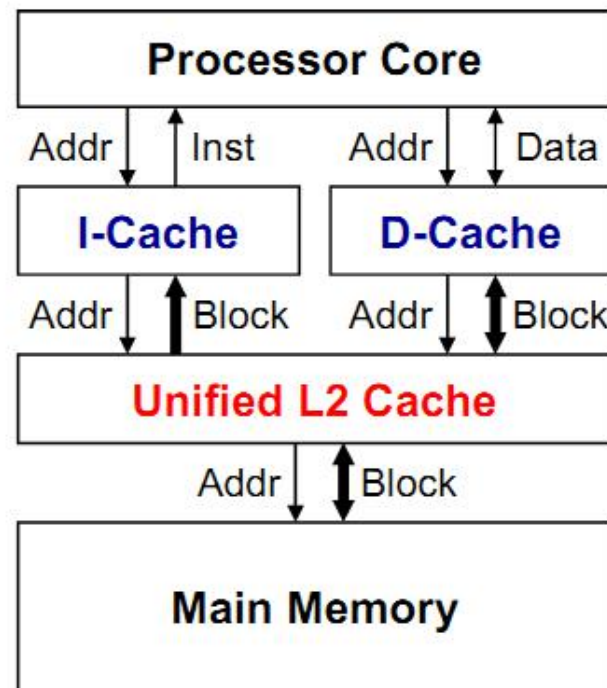 Processor Core
Addr Inst Addr Data
I-Cache D-Cache
Addr Block Addr Block
Unified L2 Cache
Addr Block
Main Memory